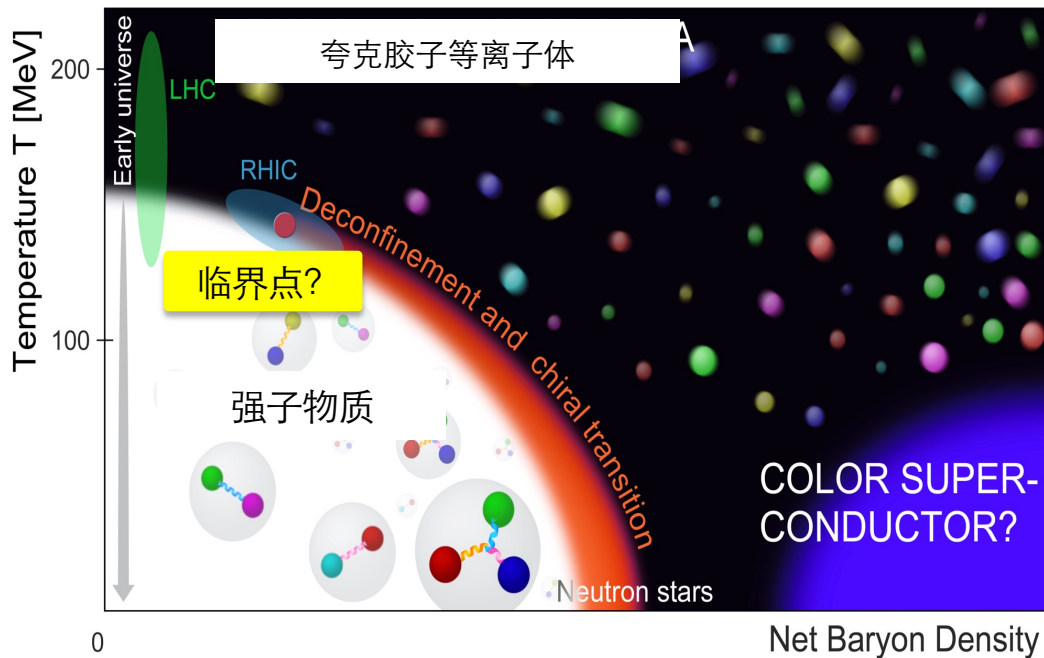 夸克胶子等离子体
A
200
LHC
Early universe
Temperature T [MeV]
RHIC
Deconfinement and chiral transition
临界点?
100
强子物质
COLOR SUPER-
CONDUCTOR?
Neutron stars
0
Net Baryon Density